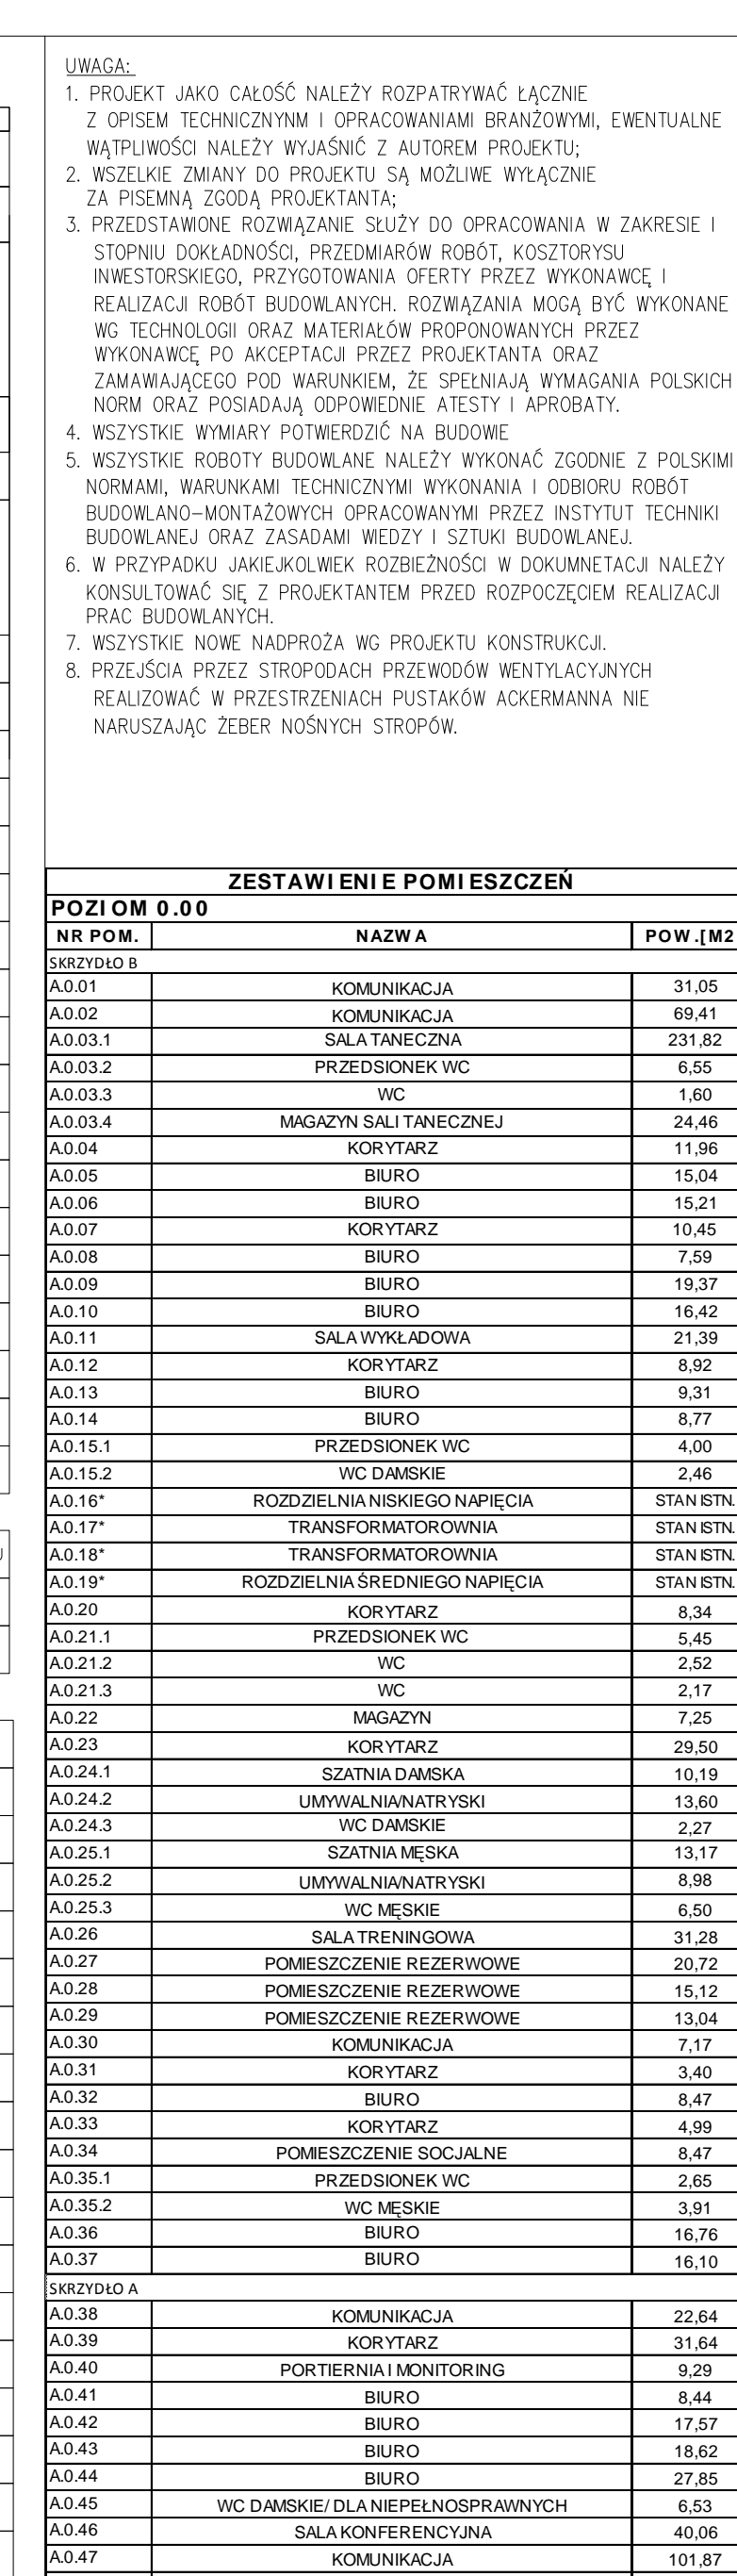 UWAGA:
1. PROJEKT JAKO CAŁOŚĆ NALEŻY ROZPATRYWAĆ ŁĄCZNIE
Z OPISEM TECHNICZNYNM I OPRACOWANIAMI BRANŻOWYMI, EWENTUALNE
WĄTPLIWOŚCI NALEŻY WYJAŚNIĆ Z AUTOREM PROJEKTU;
2. WSZELKIE ZMIANY DO PROJEKTU SĄ MOŻLIWE WYŁĄCZNIE
ZA PISEMNĄ ZGODĄ PROJEKTANTA;
3. PRZEDSTAWIONE ROZWIĄZANIE SŁUŻY DO OPRACOWANIA W ZAKRESIE I
STOPNIU DOKŁADNOŚCI, PRZEDMIARÓW ROBÓT, KOSZTORYSU
INWESTORSKIEGO, PRZYGOTOWANIA OFERTY PRZEZ WYKONAWCĘ I
REALIZACJI ROBÓT BUDOWLANYCH. ROZWIĄZANIA MOGĄ BYĆ WYKONANE
WG TECHNOLOGII ORAZ MATERIAŁÓW PROPONOWANYCH PRZEZ
WYKONAWCĘ PO AKCEPTACJI PRZEZ PROJEKTANTA ORAZ
ZAMAWIAJĄCEGO POD WARUNKIEM, ŻE SPEŁNIAJĄ WYMAGANIA POLSKICH
NORM ORAZ POSIADAJĄ ODPOWIEDNIE ATESTY I APROBATY.
4. WSZYSTKIE WYMIARY POTWIERDZIĆ NA BUDOWIE
5. WSZYSTKIE ROBOTY BUDOWLANE NALEŻY WYKONAĆ ZGODNIE Z POLSKIMI
NORMAMI, WARUNKAMI TECHNICZNYMI WYKONANIA I ODBIORU ROBÓT
BUDOWLANO-MONTAŻOWYCH OPRACOWANYMI PRZEZ INSTYTUT TECHNIKI
BUDOWLANEJ ORAZ ZASADAMI WIEDZY I SZTUKI BUDOWLANEJ.
6. W PRZYPADKU JAKIEJKOLWIEK ROZBIEŻNOŚCI W DOKUMNETACJI NALEŻY
KONSULTOWAĆ SIĘ Z PROJEKTANTEM PRZED ROZPOCZĘCIEM REALIZACJI
PRAC BUDOWLANYCH.
7. WSZYSTKIE NOWE NADPROŻA WG PROJEKTU KONSTRUKCJI.
8. PRZEJŚCIA PRZEZ STROPODACH PRZEWODÓW WENTYLACYJNYCH
REALIZOWAĆ W PRZESTRZENIACH PUSTAKÓW ACKERMANNA NIE
NARUSZAJĄC ŻEBER NOŚNYCH STROPÓW.
ZESTAWIENIE POMIESZCZEŃ
POZIOM 0.00
NR POM. NAZWA POW.[M2
SKRZYDŁO B
A.0.01 KOMUNIKACJA 31,05
A.0.02 KOMUNIKACJA 69,41
A.0.03.1 SALA TANECZNA 231,82
A.0.03.2 PRZEDSIONEK WC 6,55
A.0.03.3 WC 1,60
A.0.03.4 MAGAZYN SALI TANECZNEJ 24,46
A.0.04 KORYTARZ 11,96
A.0.05 BIURO 15,04
A.0.06 BIURO 15,21
A.0.07 KORYTARZ 10,45
A.0.08 BIURO 7,59
A.0.09 BIURO 19,37
A.0.10 BIURO 16,42
A.0.11 SALA WYKŁADOWA 21,39
A.0.12 KORYTARZ 8,92
A.0.13 BIURO 9,31
A.0.14 BIURO 8,77
A.0.15.1 PRZEDSIONEK WC 4,00
A.0.15.2 WC DAMSKIE 2,46
A.0.16* ROZDZIELNIA NISKIEGO NAPIĘCIA STAN ISTN.
A.0.17* TRANSFORMATOROWNIA STAN ISTN.
A.0.18* TRANSFORMATOROWNIA STAN ISTN.
A.0.19* ROZDZIELNIA ŚREDNIEGO NAPIĘCIA STAN ISTN.
A.0.20 KORYTARZ 8,34
A.0.21.1 PRZEDSIONEK WC 5,45
A.0.21.2 WC 2,52
A.0.21.3 WC 2,17
A.0.22 MAGAZYN 7,25
A.0.23 KORYTARZ 29,50
A.0.24.1 SZATNIA DAMSKA 10,19
A.0.24.2 UMYWALNIA/NATRYSKI 13,60
A.0.24.3 WC DAMSKIE 2,27
A.0.25.1 SZATNIA MĘSKA 13,17
A.0.25.2 UMYWALNIA/NATRYSKI 8,98
A.0.25.3 WC MĘSKIE 6,50
A.0.26 SALA TRENINGOWA 31,28
A.0.27 POMIESZCZENIE REZERWOWE 20,72
A.0.28 POMIESZCZENIE REZERWOWE 15,12
A.0.29 POMIESZCZENIE REZERWOWE 13,04
A.0.30 KOMUNIKACJA 7,17
A.0.31 KORYTARZ 3,40
A.0.32 BIURO 8,47
A.0.33 KORYTARZ 4,99
A.0.34 POMIESZCZENIE SOCJALNE 8,47
A.0.35.1 PRZEDSIONEK WC 2,65
A.0.35.2 WC MĘSKIE 3,91
A.0.36 BIURO 16,76
A.0.37 BIURO 16,10
SKRZYDŁO A
A.0.38 KOMUNIKACJA 22,64
A.0.39 KORYTARZ 31,64
A.0.40 PORTIERNIA I MONITORING 9,29
A.0.41 BIURO 8,44
A.0.42 BIURO 17,57
A.0.43 BIURO 18,62
A.0.44 BIURO 27,85
A.0.45 WC DAMSKIE/ DLA NIEPEŁNOSPRAWNYCH 6,53
A.0.46 SALA KONFERENCYJNA 40,06
A.0.47 KOMUNIKACJA 101,87